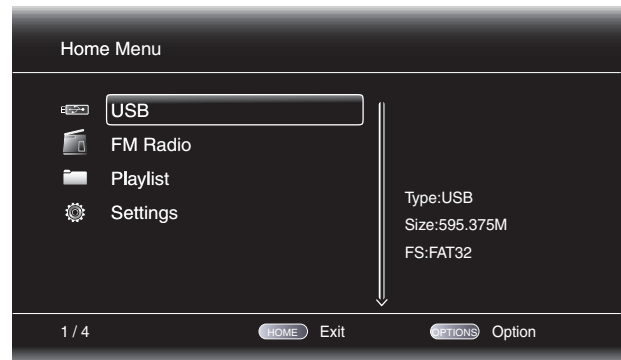 Home Menu
USB
FM Radio
Playlist
Settings
Type:USB
Size:595.375M
FS:FAT32
1 / 4
HOME Exit
OPTIONS Option